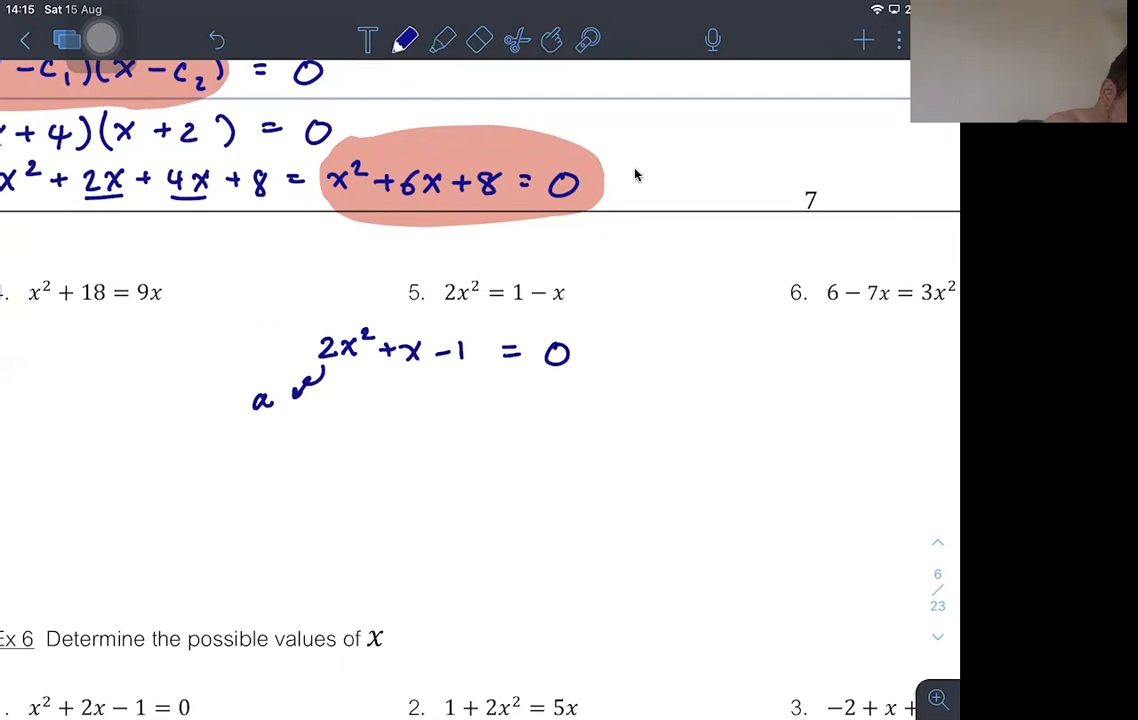 14:15 Sat 15 Aug
2
T
- c₁)(x - c₂) = 0
+ 4)(x + 2) = 0
x² + 2x + 4x + 8 = x² + 6x + 8 = 0
7
. x² + 18 = 9x
5. 2x² = 1 − x
6. 6 − 7x = 3x²
2x² + x - 1 = 0
a
6
/
23
Ex 6 Determine the possible values of x
. x² + 2x − 1 = 0
2. 1 + 2x² = 5x
3. −2 + x +